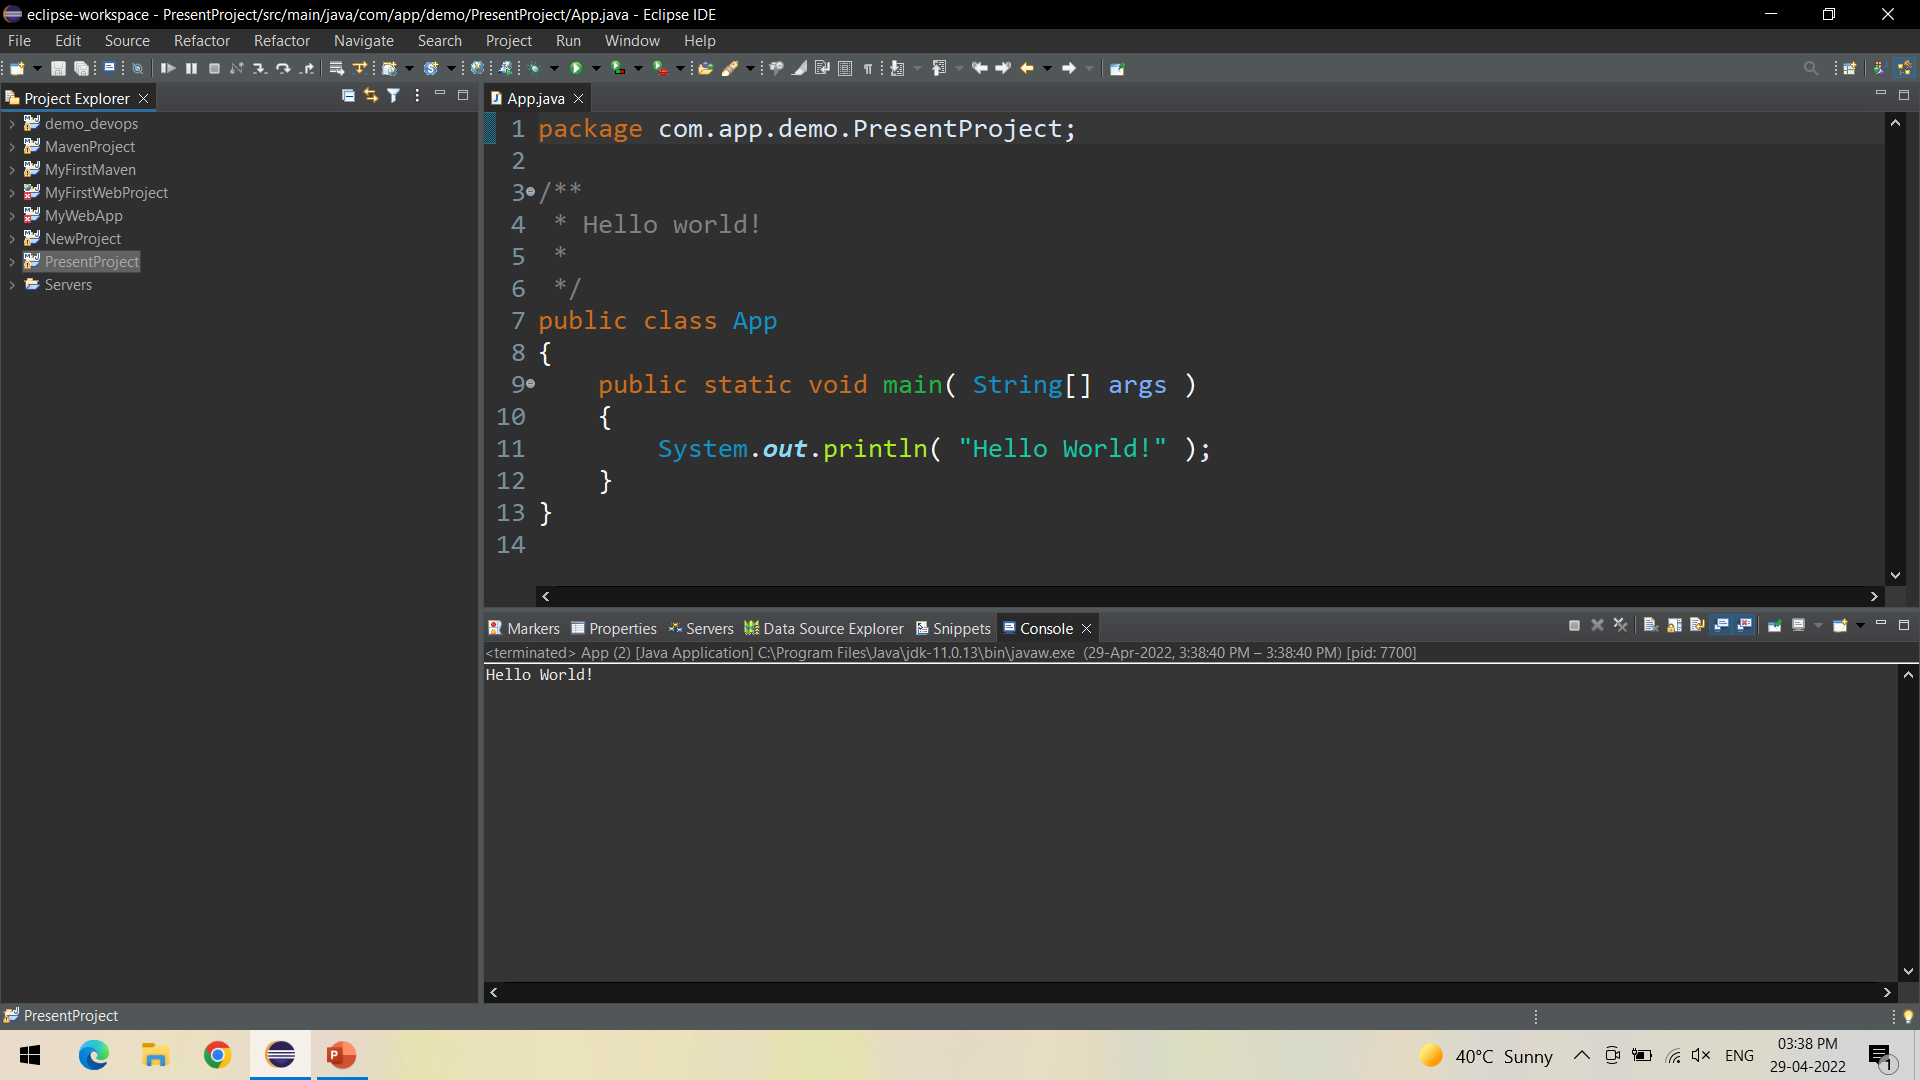 eclipse-workspace - PresentProject/src/main/java/com/app/demo/PresentProject/App.java - Eclipse IDE
File Edit Source Refactor Refactor Navigate Search Project Run Window Help
Project Explorer
demo_devops
MavenProject
MyFirstMaven
MyFirstWebProject
MyWebApp
NewProject
PresentProject
Servers
App.java
1 package com.app.demo.PresentProject;
2
3 /**
4  * Hello world!
5  *
6  */
7 public class App
8 {
9     public static void main( String[] args )
10     {
11         System.out.println( "Hello World!" );
12     }
13 }
14
Markers Properties Servers Data Source Explorer Snippets Console
<terminated> App (2) [Java Application] C:\Program Files\Java\jdk-11.0.13\bin\javaw.exe (29-Apr-2022, 3:38:40 PM – 3:38:40 PM) [pid: 7700]
Hello World!
PresentProject
40°C Sunny
ENG
03:38 PM
29-04-2022
1